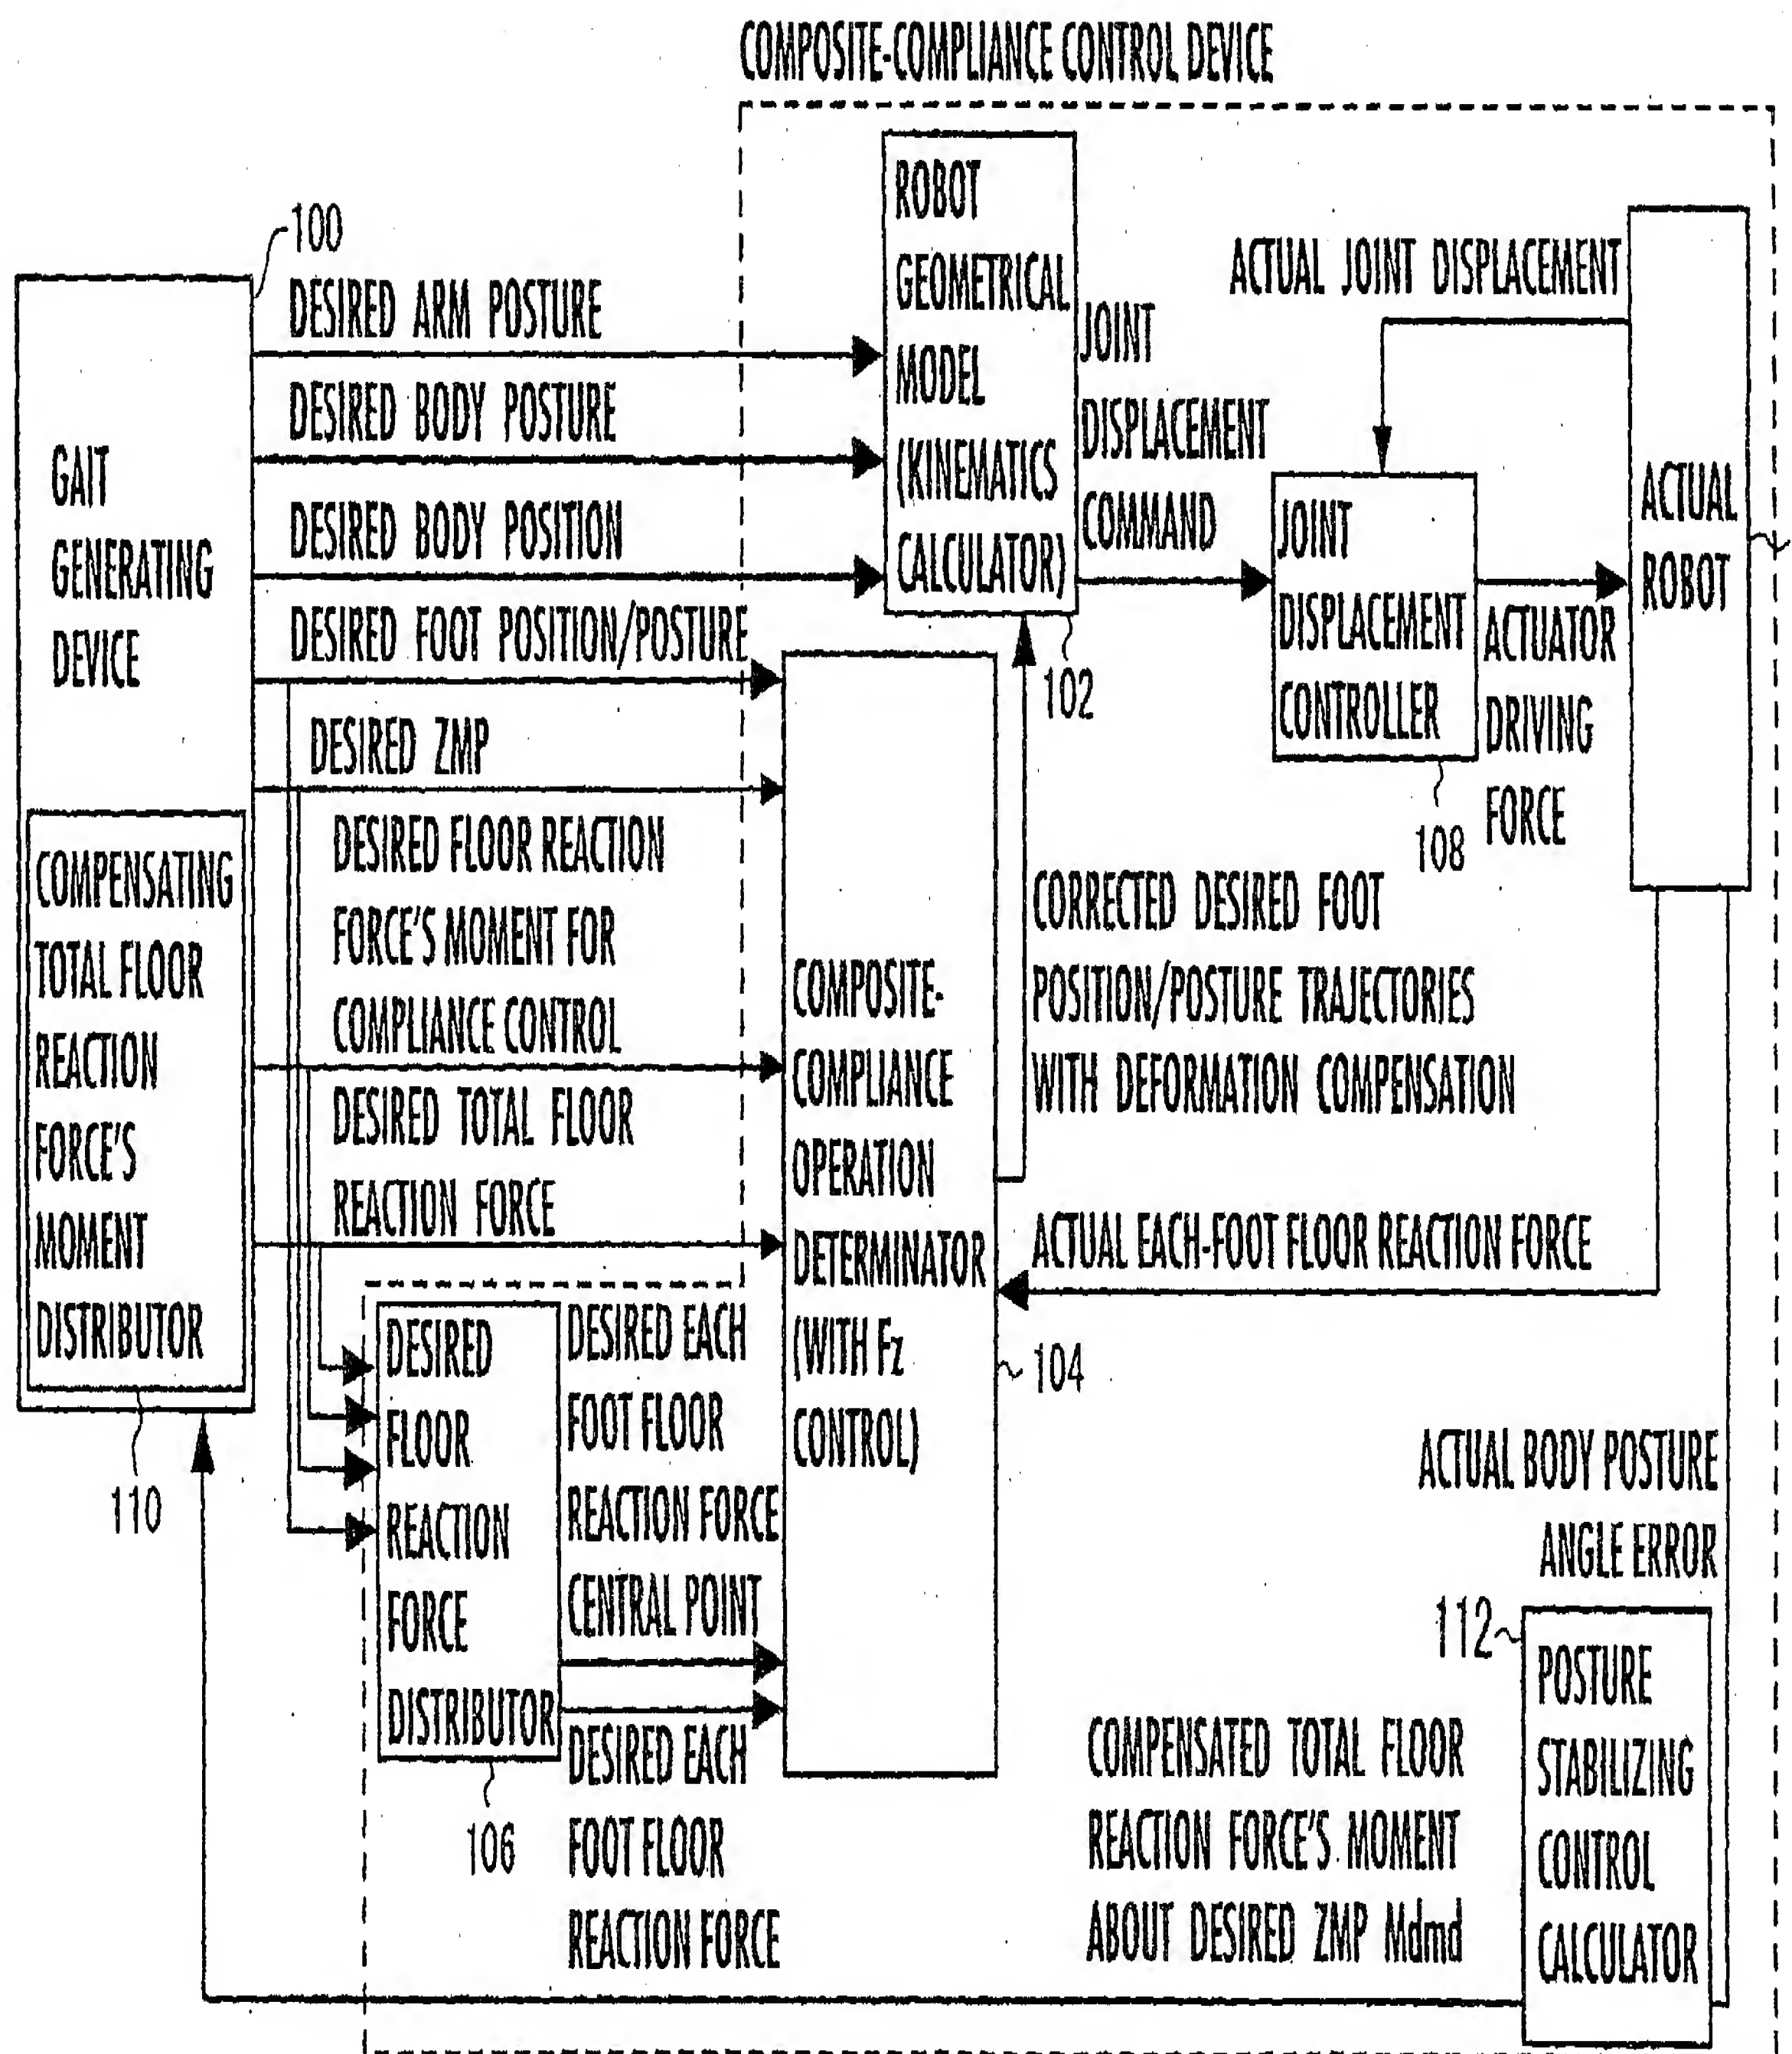 COMPOSITE-COMPLIANCE CONTROL DEVICE
100
GAIT
GENERATING
DEVICE
COMPENSATING
TOTAL FLOOR
REACTION
FORCE'S
MOMENT
DISTRIBUTOR
110
DESIRED ARM POSTURE
DESIRED BODY POSTURE
DESIRED BODY POSITION
DESIRED FOOT POSITION/POSTURE
DESIRED ZMP
DESIRED FLOOR REACTION
FORCE'S MOMENT FOR
COMPLIANCE CONTROL
DESIRED TOTAL FLOOR
REACTION FORCE
ROBOT
GEOMETRICAL
MODEL
(KINEMATICS
CALCULATOR)
102
JOINT
DISPLACEMENT
COMMAND
ACTUAL JOINT DISPLACEMENT
JOINT
DISPLACEMENT
CONTROLLER
108
ACTUATOR
DRIVING
FORCE
ACTUAL
ROBOT
COMPOSITE-
COMPLIANCE
OPERATION
DETERMINATOR
(WITH Fz
CONTROL)
104
CORRECTED DESIRED FOOT
POSITION/POSTURE TRAJECTORIES
WITH DEFORMATION COMPENSATION
ACTUAL EACH-FOOT FLOOR REACTION FORCE
DESIRED
FLOOR
REACTION
FORCE
DISTRIBUTOR
106
DESIRED EACH
FOOT FLOOR
REACTION FORCE
CENTRAL POINT
DESIRED EACH
FOOT FLOOR
REACTION FORCE
ACTUAL BODY POSTURE
ANGLE ERROR
112
POSTURE
STABILIZING
CONTROL
CALCULATOR
COMPENSATED TOTAL FLOOR
REACTION FORCE'S MOMENT
ABOUT DESIRED ZMP Mdmd